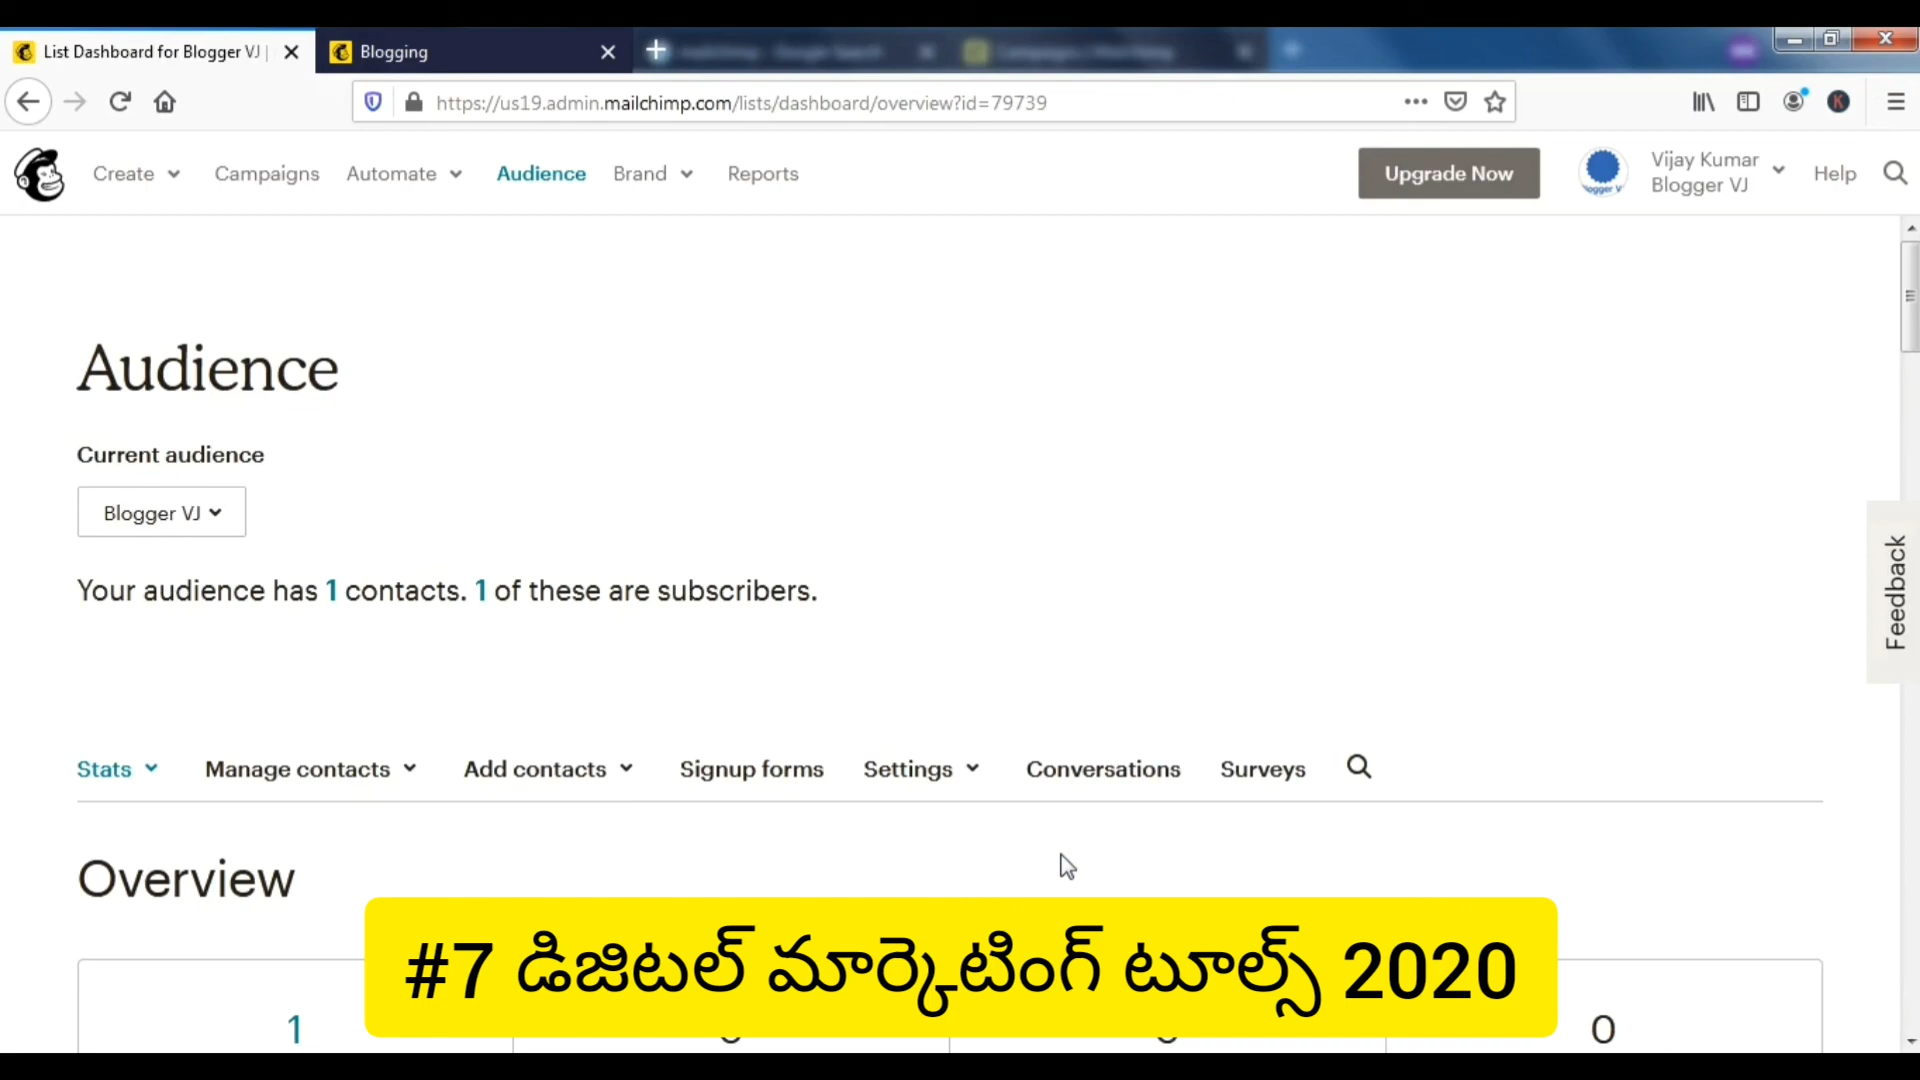 List Dashboard for Blogger VJ |
Blogging
https://us19.admin.mailchimp.com/lists/dashboard/overview?id=79739
Create
Campaigns
Automate
Audience
Brand
Reports
Upgrade Now
Vijay Kumar
Blogger VJ
Help
Audience
Current audience
Blogger VJ
Your audience has 1 contacts. 1 of these are subscribers.
Feedback
Stats
Manage contacts
Add contacts
Signup forms
Settings
Conversations
Surveys
Overview
#7 డిజిటల్ మార్కెటింగ్ టూల్స్ 2020
1
0